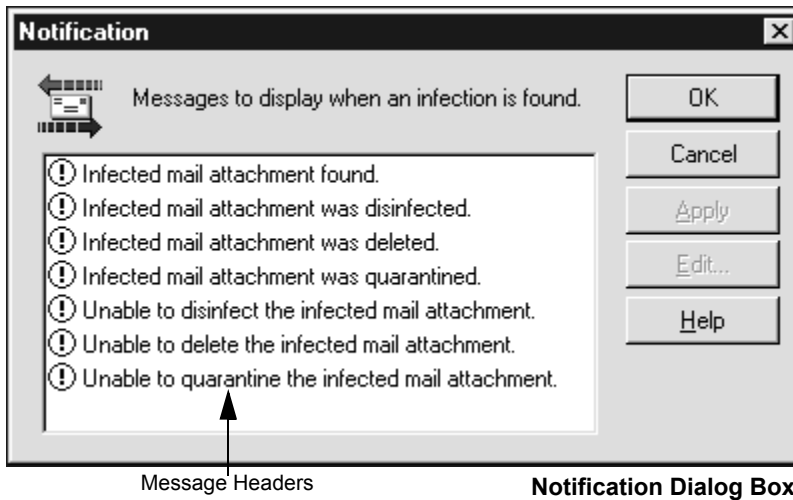 Notification
Messages to display when an infection is found.
OK
Cancel
Apply
Edit...
Help
Infected mail attachment found.
Infected mail attachment was disinfected.
Infected mail attachment was deleted.
Infected mail attachment was quarantined.
Unable to disinfect the infected mail attachment.
Unable to delete the infected mail attachment.
Unable to quarantine the infected mail attachment.
Message Headers
Notification Dialog Box